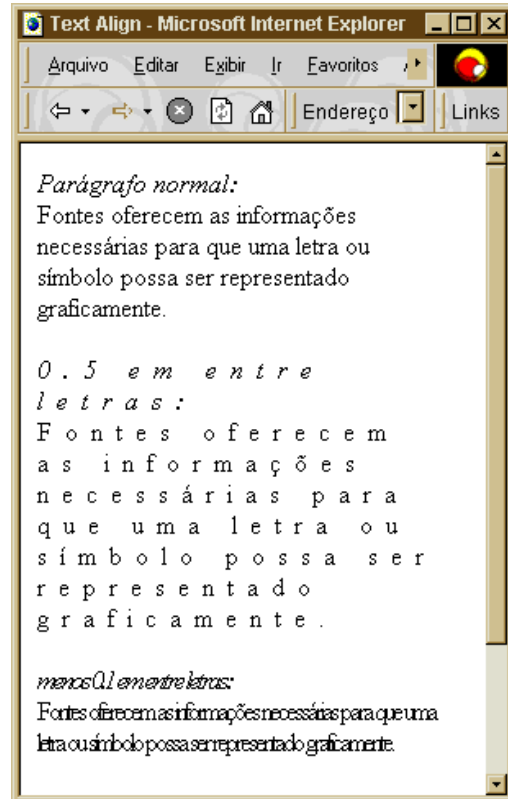 Text Align - Microsoft Internet Explorer
Arquivo Editar Exibir Ir Favoritos
Endereço Links
Parágrafo normal:
Fontes oferecem as informações
necessárias para que uma letra ou
símbolo possa ser representado
graficamente.
0.5 em entre
letras:
Fontes oferecem
as informações
necessárias para
que uma letra ou
símbolo possa ser
representado
graficamente.
menos 0.1 em entre letras:
Fontes oferecem as informações necessárias para que uma
letra ou símbolo possa ser representado graficamente.